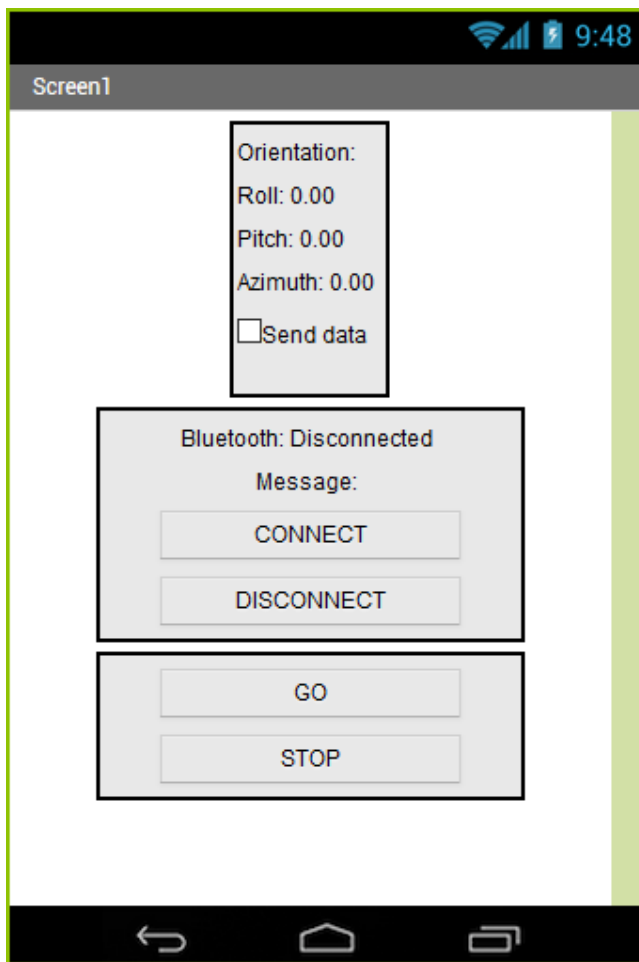 9:48
Screen1
Orientation:
Roll: 0.00
Pitch: 0.00
Azimuth: 0.00
Send data
Bluetooth: Disconnected
Message:
CONNECT
DISCONNECT
GO
STOP